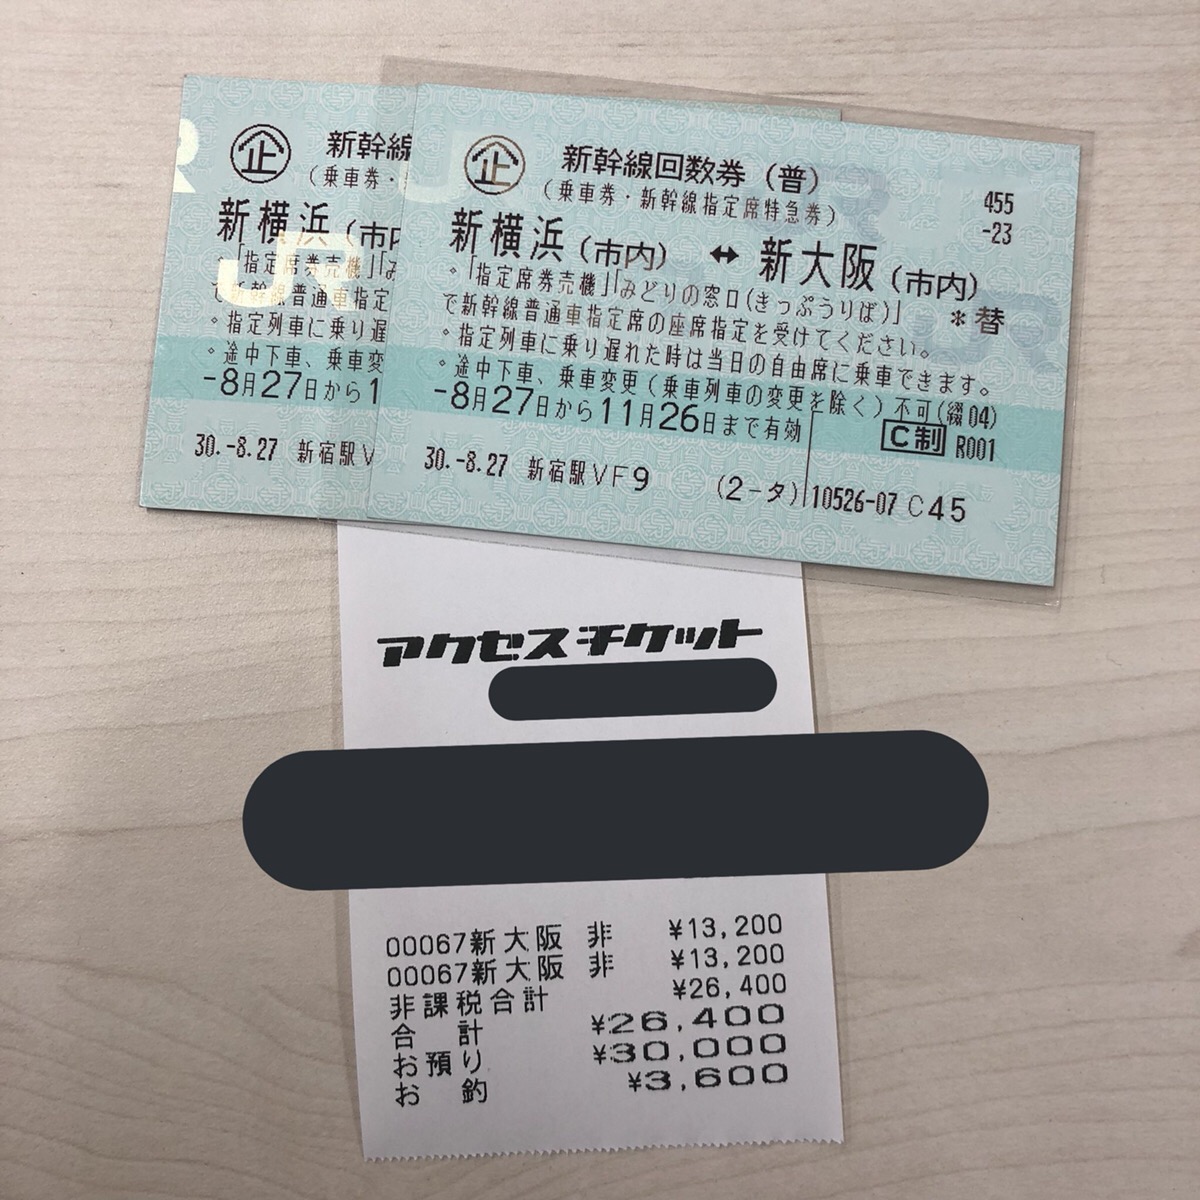 企 新幹線
（乗車券・
新横浜（市内
。「指定席券売機」「み
で新幹線普通車指定
。指定列車に乗り遅
。途中下車、乗車変
-8月27日から1
30.-8.27 新宿駅V
企 新幹線回数券（普）
（乗車券・新幹線指定席特急券）
455
-23
新横浜（市内） ↔ 新大阪（市内）
。「指定席券売機」「みどりの窓口(きっぷうりば)」 ＊替
で新幹線普通車指定席の座席指定を受けてください。
。指定列車に乗り遅れた時は当日の自由席に乗車できます。
。途中下車、乗車変更（乗車列車の変更を除く）不可(綴04)
-8月27日から11月26日まで有効 C制 R001
30.-8.27 新宿駅VF9 (2-タ) 10526-07 C45
アクセスチケット
00067新大阪 非 ¥13,200
00067新大阪 非 ¥13,200
非課税合計 ¥26,400
合 計 ¥26,400
お預り ¥30,000
お 釣 ¥3,600